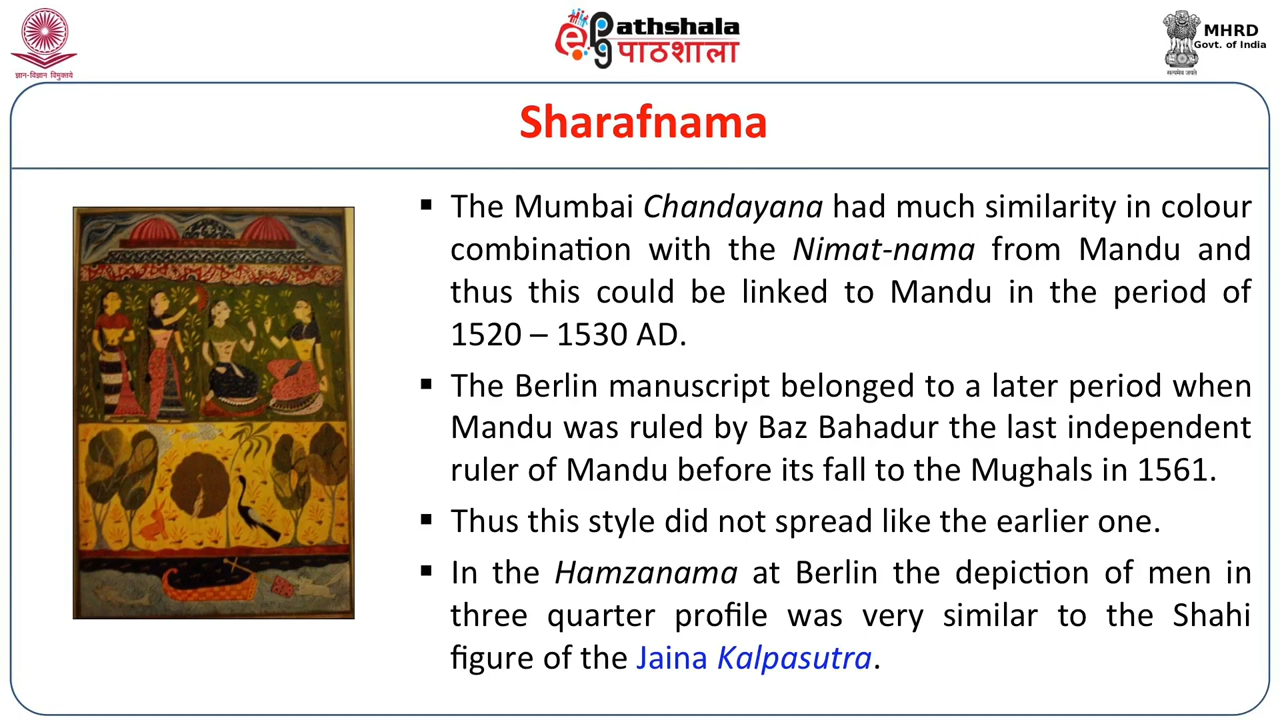 ज्ञान-विज्ञान विमुक्तये
ePathshala
पाठशाला
MHRD
Govt. of India
सत्यमेव जयते
Sharafnama
▪ The Mumbai Chandayana had much similarity in colour
combination with the Nimat-nama from Mandu and
thus this could be linked to Mandu in the period of
1520 – 1530 AD.
▪ The Berlin manuscript belonged to a later period when
Mandu was ruled by Baz Bahadur the last independent
ruler of Mandu before its fall to the Mughals in 1561.
▪ Thus this style did not spread like the earlier one.
▪ In the Hamzanama at Berlin the depiction of men in
three quarter profile was very similar to the Shahi
figure of the Jaina Kalpasutra.